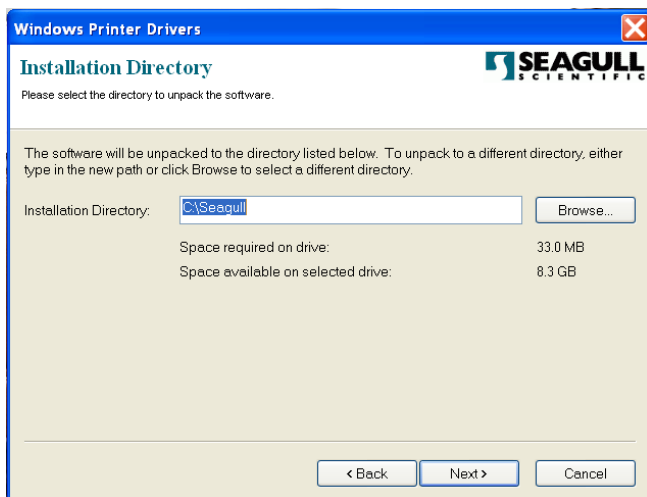 Windows Printer Drivers
Installation Directory
SEAGULL
SCIENTIFIC
Please select the directory to unpack the software.
The software will be unpacked to the directory listed below. To unpack to a different directory, either
type in the new path or click Browse to select a different directory.
Installation Directory: C:\Seagull Browse...
Space required on drive: 33.0 MB
Space available on selected drive: 8.3 GB
< Back Next > Cancel